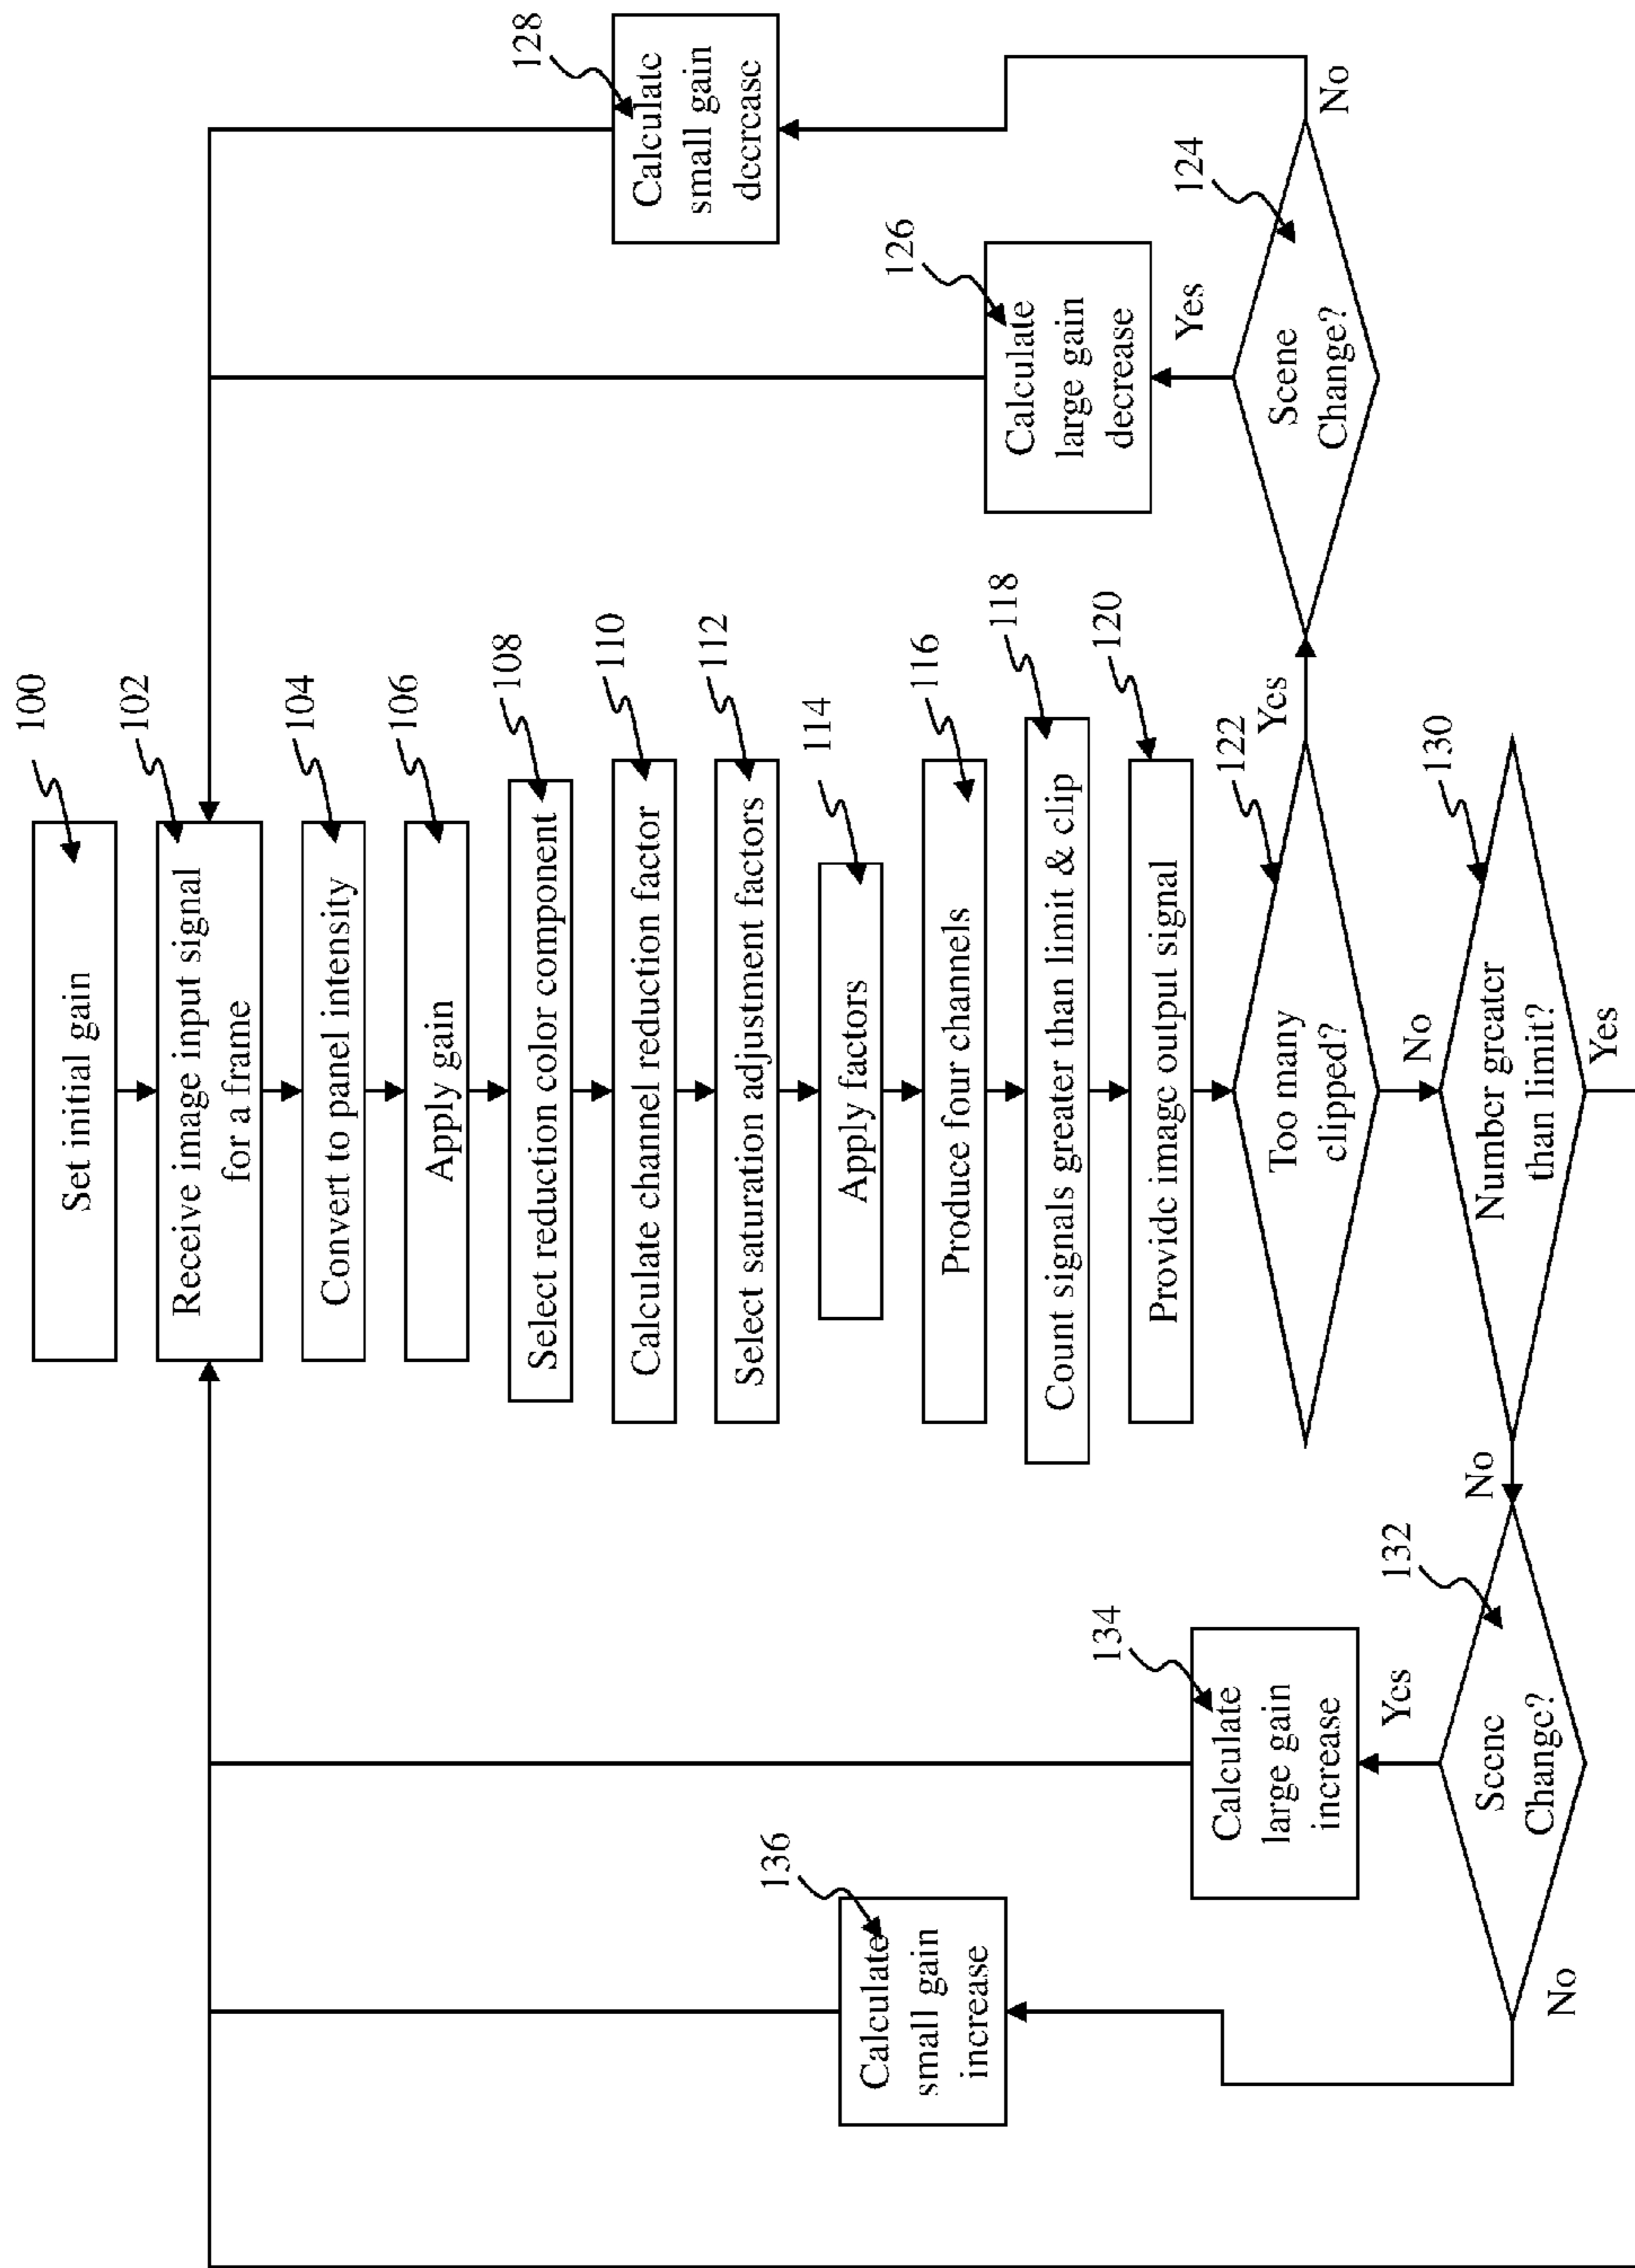 100
Set initial gain
102
Receive image input signal
for a frame
104
Convert to panel intensity
106
Apply gain
108
Select reduction color component
110
Calculate channel reduction factor
112
Select saturation adjustment factors
114
Apply factors
116
Produce four channels
118
Count signals greater than limit & clip
120
Provide image output signal
122
Too many
clipped?
Yes
No
124
Scene
Change?
Yes
No
126
Calculate
large gain
decrease
128
Calculate
small gain
decrease
130
Number greater
than limit?
No
Yes
132
Scene
Change?
Yes
No
134
Calculate
large gain
increase
136
Calculate
small gain
increase